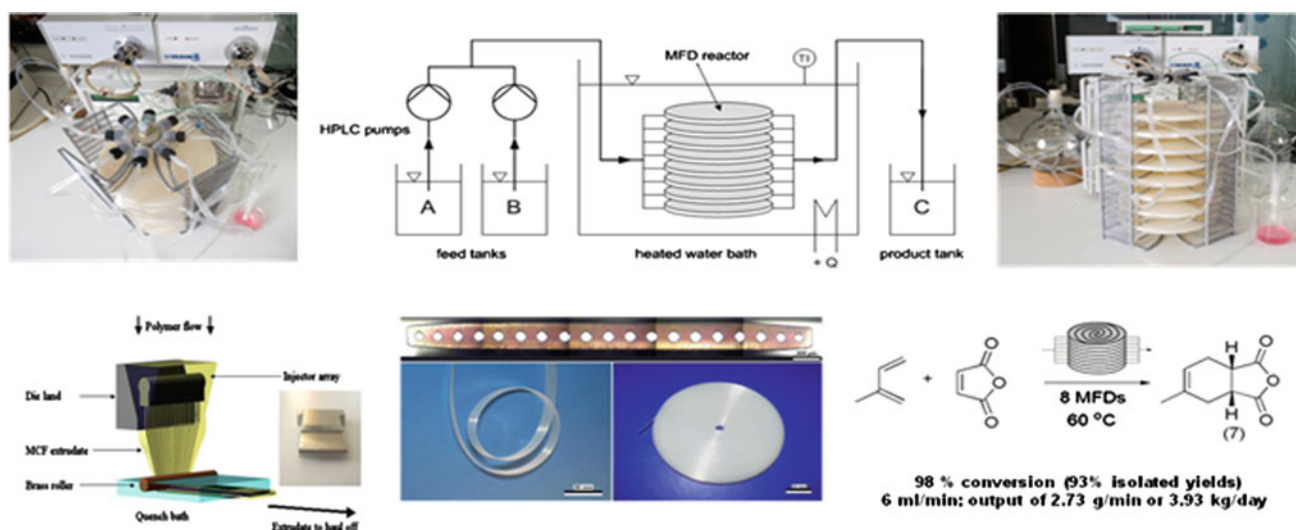 MFD reactor
TI
HPLC pumps
A
B
C
feed tanks
heated water bath
+ Q
product tank
Polymer flow
Injector array
Die land
MCF extrudate
Brass roller
Quench bath
Extrudate to haul off
+
O
O
O
8 MFDs
60 °C
H
O
O
H
O
(7)
98 % conversion (93% isolated yields)
6 ml/min; output of 2.73 g/min or 3.93 kg/day